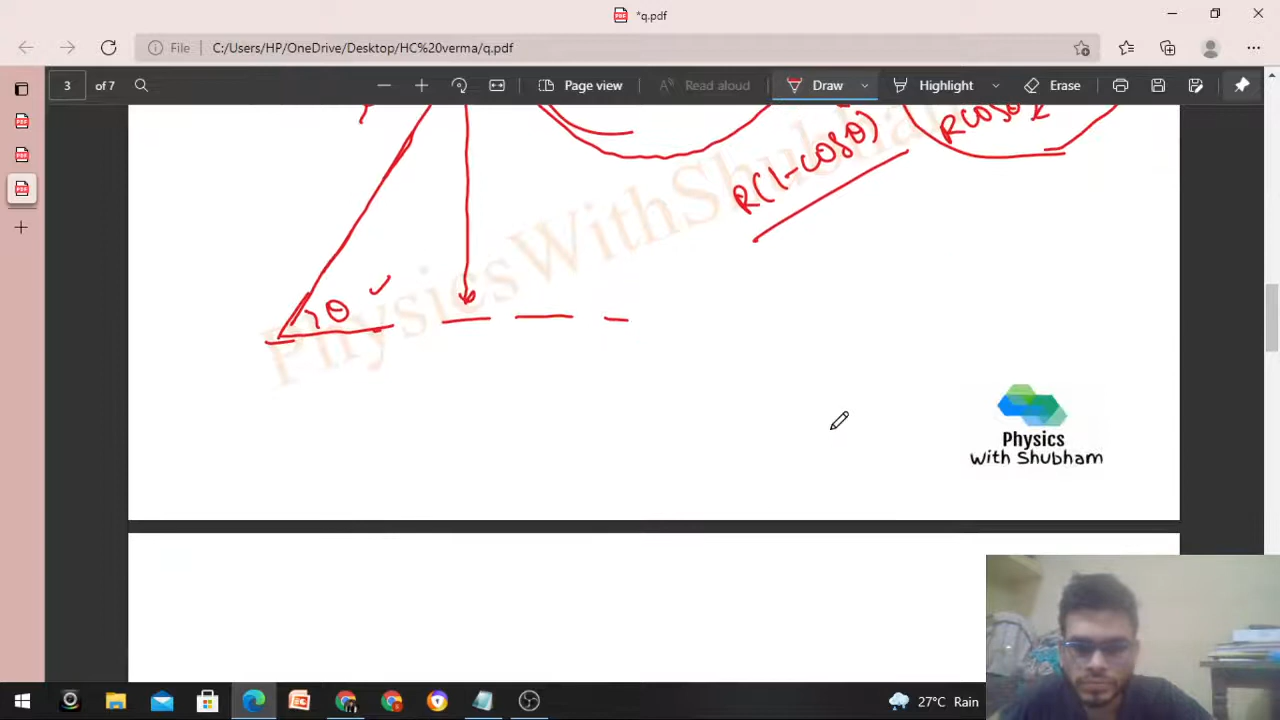 *q.pdf
File C:/Users/HP/OneDrive/Desktop/HC%20verma/q.pdf
3 of 7 Page view Read aloud Draw Highlight Erase
R(1-cosθ)
Rcosθ
θ
PhysicsWithShubham
Physics
With Shubham
27°C Rain